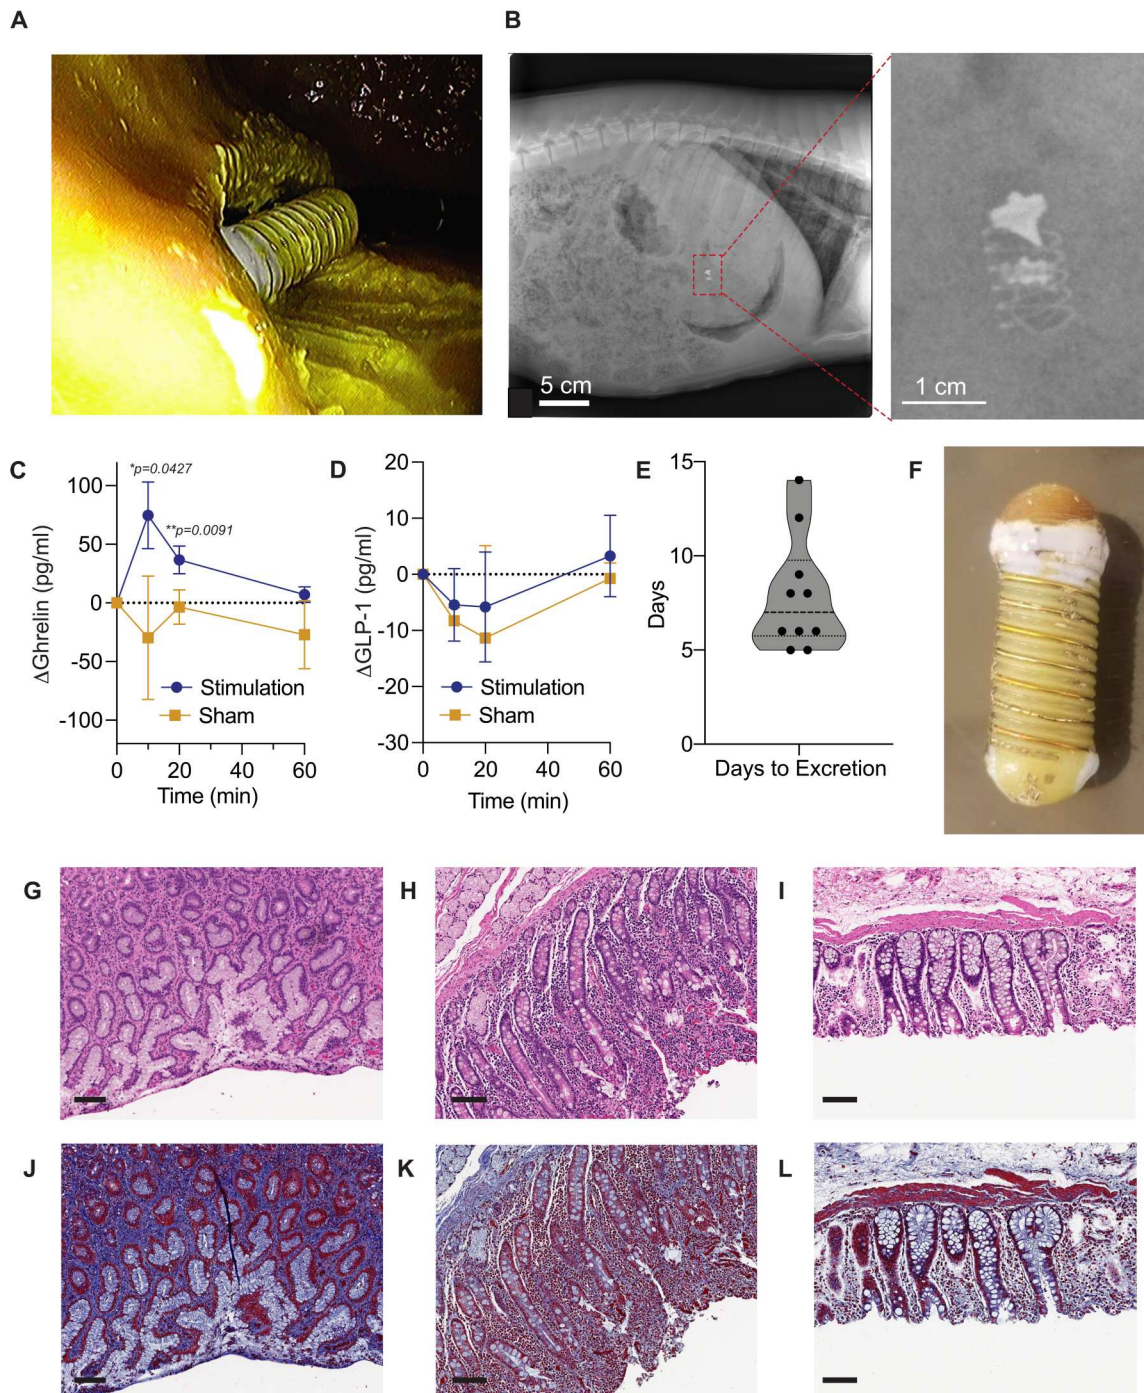 A
B
5 cm
1 cm
C
*p=0.0427
**p=0.0091
ΔGhrelin (pg/ml)
100
50
0
-50
-100
Stimulation
Sham
0
20
40
60
Time (min)
D
ΔGLP-1 (pg/ml)
20
10
0
-10
-20
-30
Stimulation
Sham
0
20
40
60
Time (min)
E
Days
15
10
5
0
Days to Excretion
F
G
H
I
J
K
L